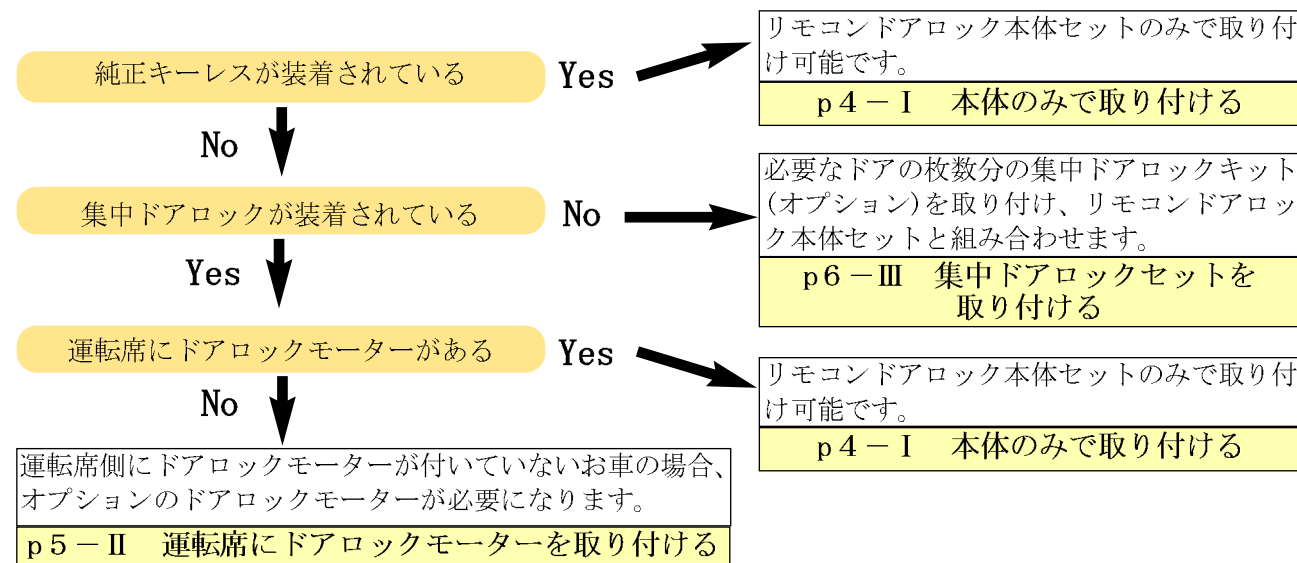 純正キーレスが装着されている
Yes
リモコンドアロック本体セットのみで取り付
け可能です。
p4－Ⅰ　本体のみで取り付ける
No
集中ドアロックが装着されている
No
必要なドアの枚数分の集中ドアロックキット
(オプション)を取り付け、リモコンドアロッ
ク本体セットと組み合わせます。
p6－Ⅲ　集中ドアロックセットを
取り付ける
Yes
運転席にドアロックモーターがある
Yes
リモコンドアロック本体セットのみで取り付
け可能です。
p4－Ⅰ　本体のみで取り付ける
No
運転席側にドアロックモーターが付いていないお車の場合、
オプションのドアロックモーターが必要になります。
p5－Ⅱ　運転席にドアロックモーターを取り付ける